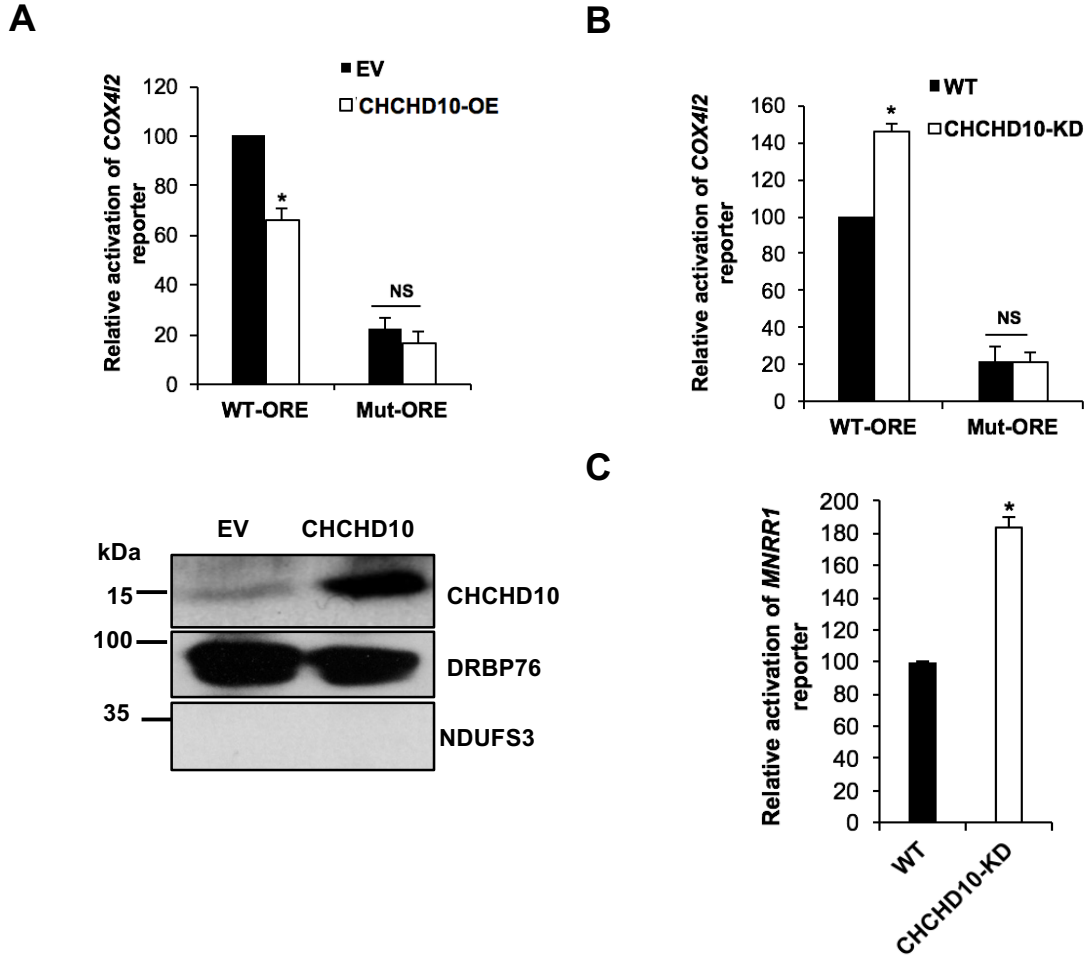 A
Relative activation of COX4I2
reporter
EV
CHCHD10-OE
120
100
80
60
40
20
0
*
NS
WT-ORE
Mut-ORE
EV
CHCHD10
kDa
15
CHCHD10
100
DRBP76
35
NDUFS3
B
Relative activation of COX4I2
reporter
WT
CHCHD10-KD
160
140
120
100
80
60
40
20
0
*
NS
WT-ORE
Mut-ORE
C
Relative activation of MNRR1
reporter
200
180
160
140
120
100
80
60
40
20
0
*
WT
CHCHD10-KD